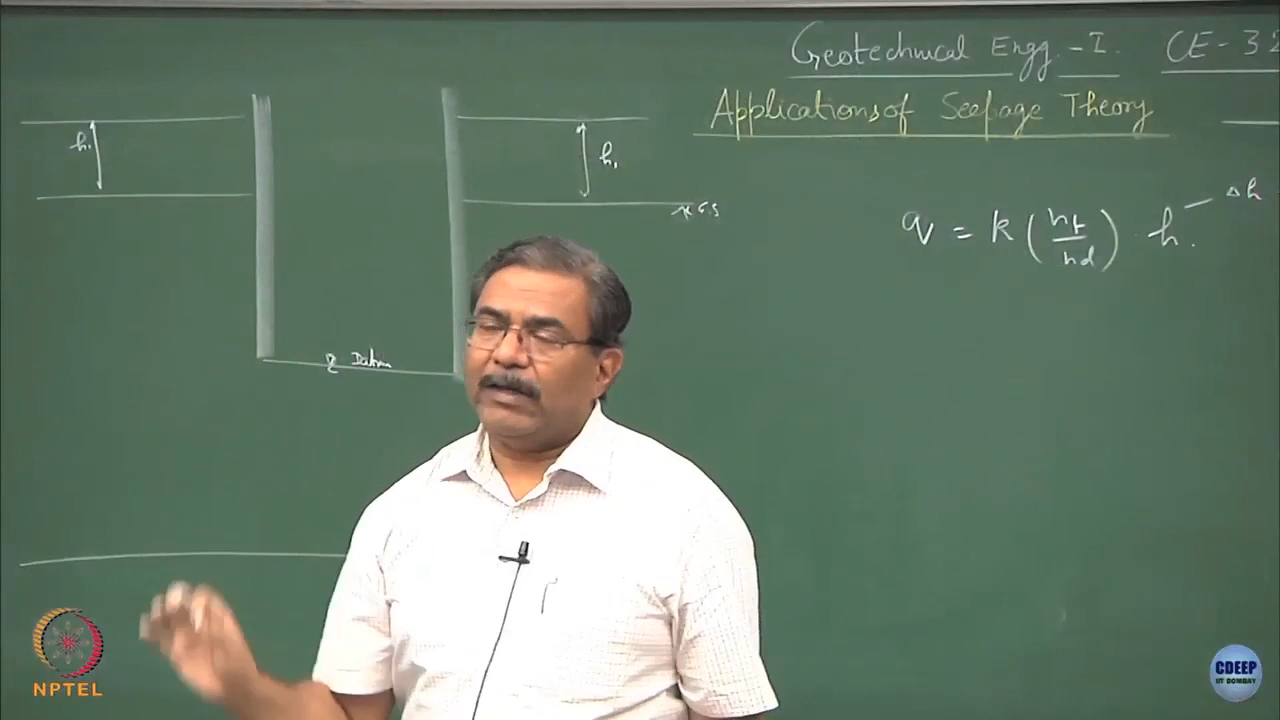 Geotechnical Engg. - I. CE - 32
Applications of Seepage Theory
h₁
h₁
q = k (nf/nd) · h. Δh
Datum
NPTEL
CDEEP
IIT BOMBAY